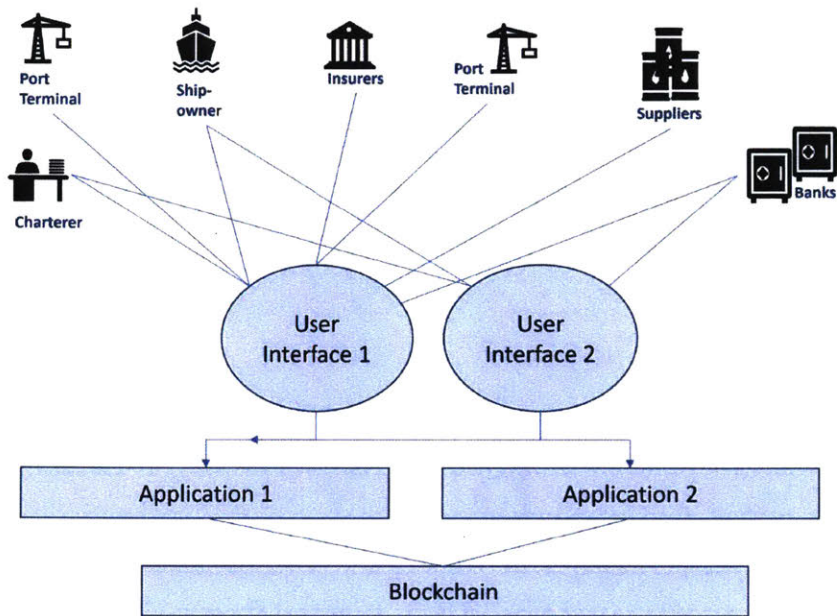 Port
Terminal
Ship-
owner
Insurers
Port
Terminal
Suppliers
Charterer
Banks
User
Interface 1
User
Interface 2
Application 1
Application 2
Blockchain